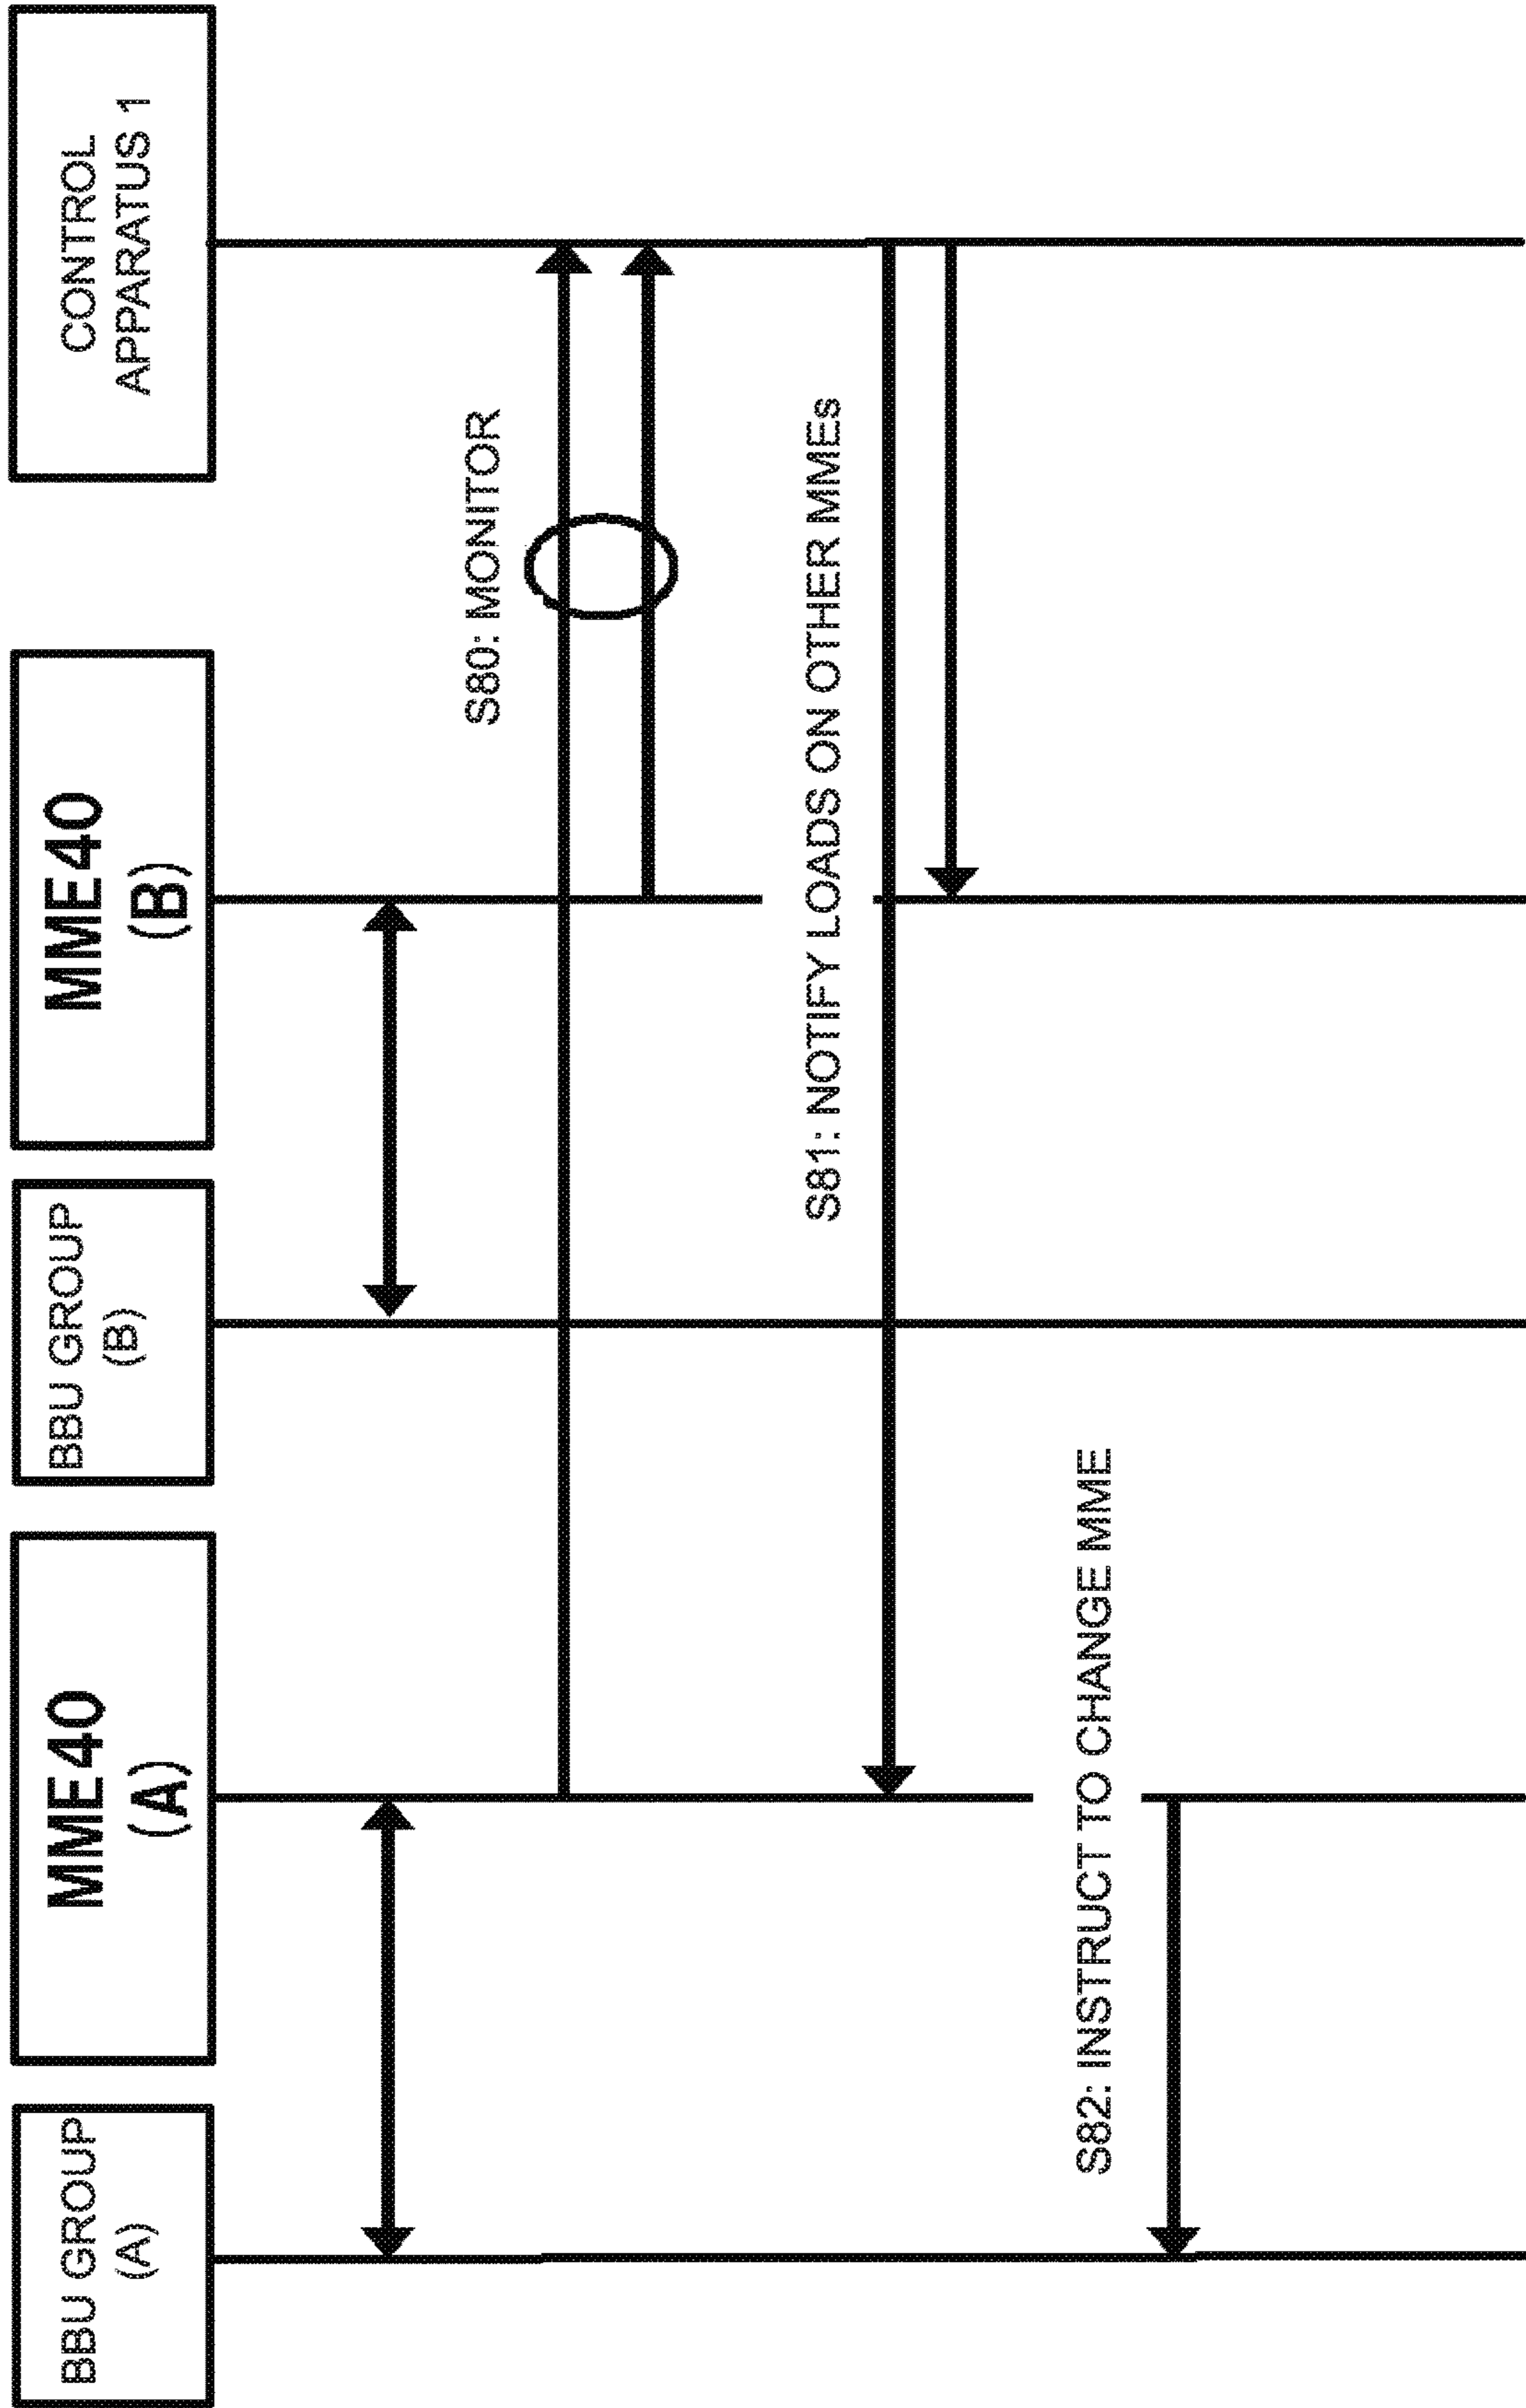 BBU GROUP
(A)
MME40
(A)
BBU GROUP
(B)
MME40
(B)
CONTROL
APPARATUS 1
S80: MONITOR
S81: NOTIFY LOADS ON OTHER MMEs
S82: INSTRUCT TO CHANGE MME